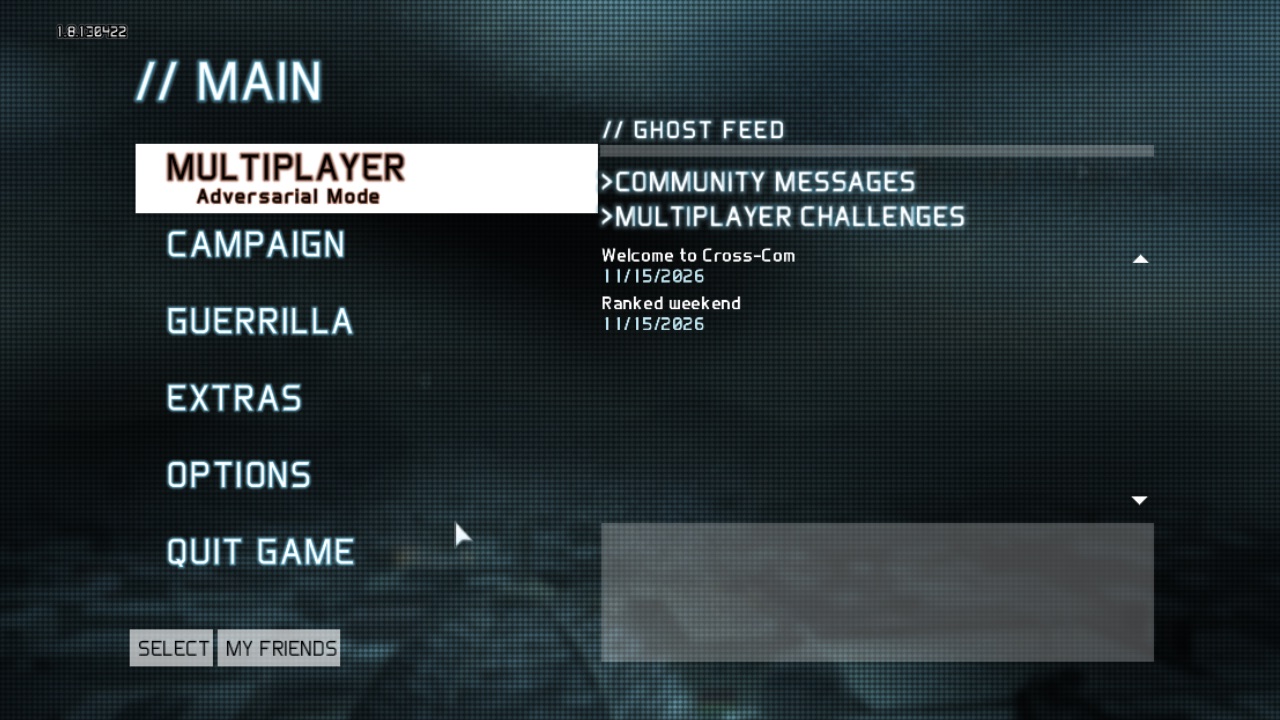 1.8.130422
// MAIN
MULTIPLAYER
Adversarial Mode
CAMPAIGN
GUERRILLA
EXTRAS
OPTIONS
QUIT GAME
SELECT
MY FRIENDS
// GHOST FEED
>COMMUNITY MESSAGES
>MULTIPLAYER CHALLENGES
Welcome to Cross-Com
11/15/2026
Ranked weekend
11/15/2026